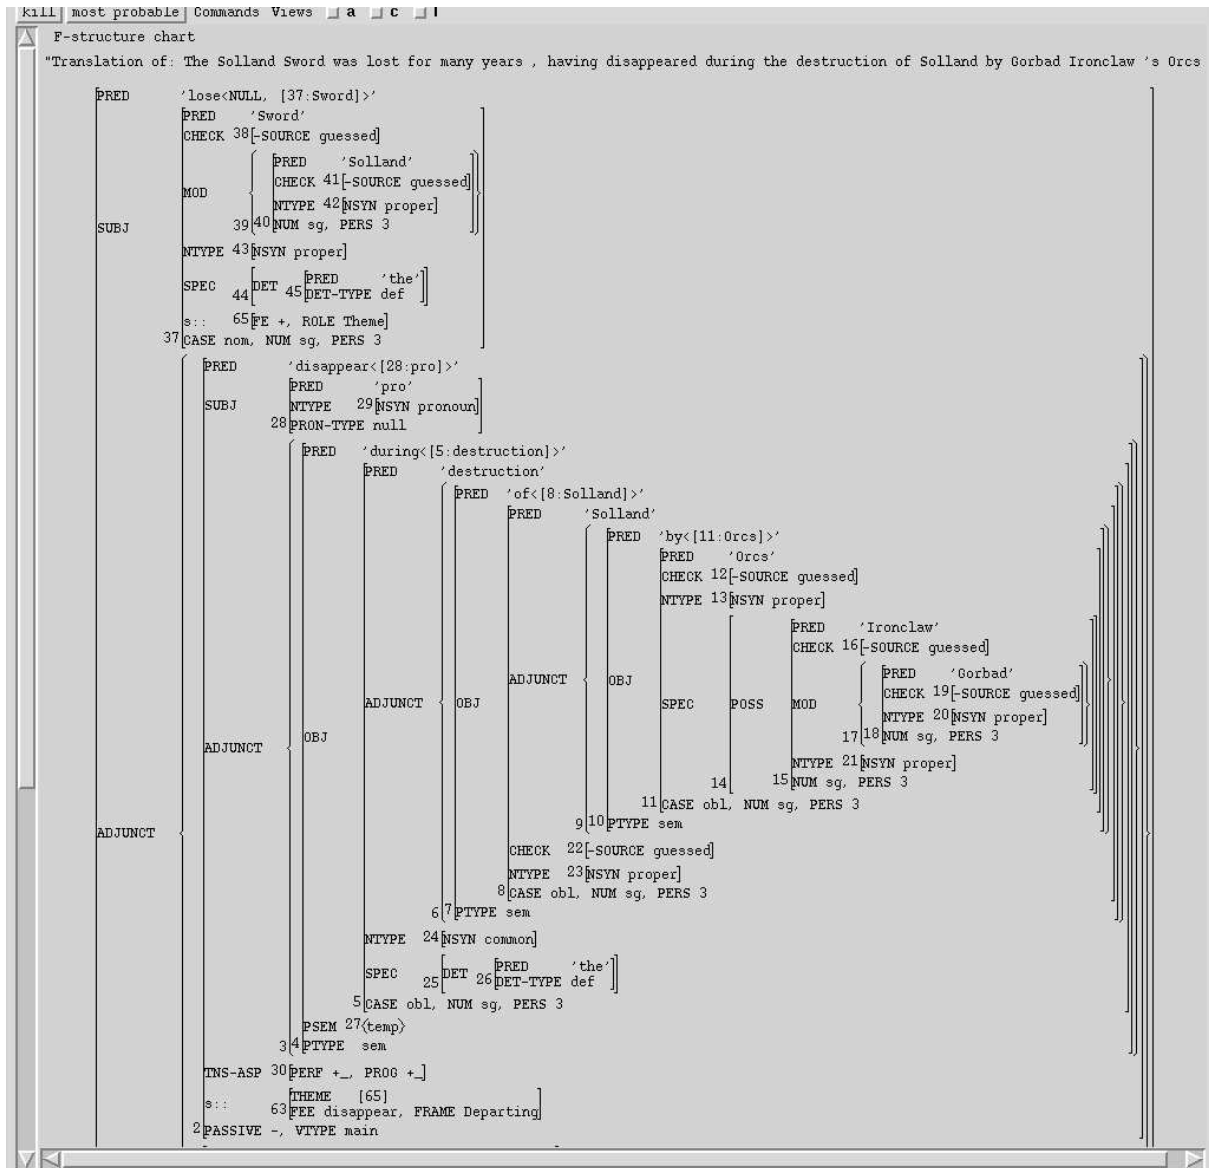 kill most probable Commands Views a c l
F-structure chart
"Translation of: The Solland Sword was lost for many years , having disappeared during the destruction of Solland by Gorbad Ironclaw 's Orcs
PRED 'lose<NULL, [37:Sword]>'
PRED 'Sword'
CHECK 38[-SOURCE guessed]
PRED 'Solland'
CHECK 41[-SOURCE guessed]
MOD
NTYPE 42[NSYN proper]
39 40 NUM sg, PERS 3
SUBJ
NTYPE 43[NSYN proper]
SPEC 44 [DET 45 [PRED 'the'
DET-TYPE def]]
s:: 65[FE +, ROLE Theme]
37 CASE nom, NUM sg, PERS 3
PRED 'disappear<[28:pro]>'
PRED 'pro'
SUBJ NTYPE 29[NSYN pronoun]
28 PRON-TYPE null
PRED 'during<[5:destruction]>'
PRED 'destruction'
PRED 'of<[8:Solland]>'
PRED 'Solland'
PRED 'by<[11:Orcs]>'
PRED 'Orcs'
CHECK 12[-SOURCE guessed]
NTYPE 13[NSYN proper]
PRED 'Ironclaw'
CHECK 16[-SOURCE guessed]
PRED 'Gorbad'
ADJUNCT OBJ
CHECK 19[-SOURCE guessed]
ADJUNCT OBJ SPEC POSS MOD
NTYPE 20[NSYN proper]
17 18 NUM sg, PERS 3
ADJUNCT OBJ
NTYPE 21[NSYN proper]
14 15 NUM sg, PERS 3
11 CASE obl, NUM sg, PERS 3
9 10 PTYPE sem
ADJUNCT
CHECK 22[-SOURCE guessed]
NTYPE 23[NSYN proper]
8 CASE obl, NUM sg, PERS 3
6 7 PTYPE sem
NTYPE 24[NSYN common]
SPEC 25 [DET 26 [PRED 'the'
DET-TYPE def]]
5 CASE obl, NUM sg, PERS 3
PSEM 27{temp}
3 4 PTYPE sem
TNS-ASP 30[PERF +_, PROG +_]
THEME [65]
s:: 63 FEE disappear, FRAME Departing
2 PASSIVE -, VTYPE main